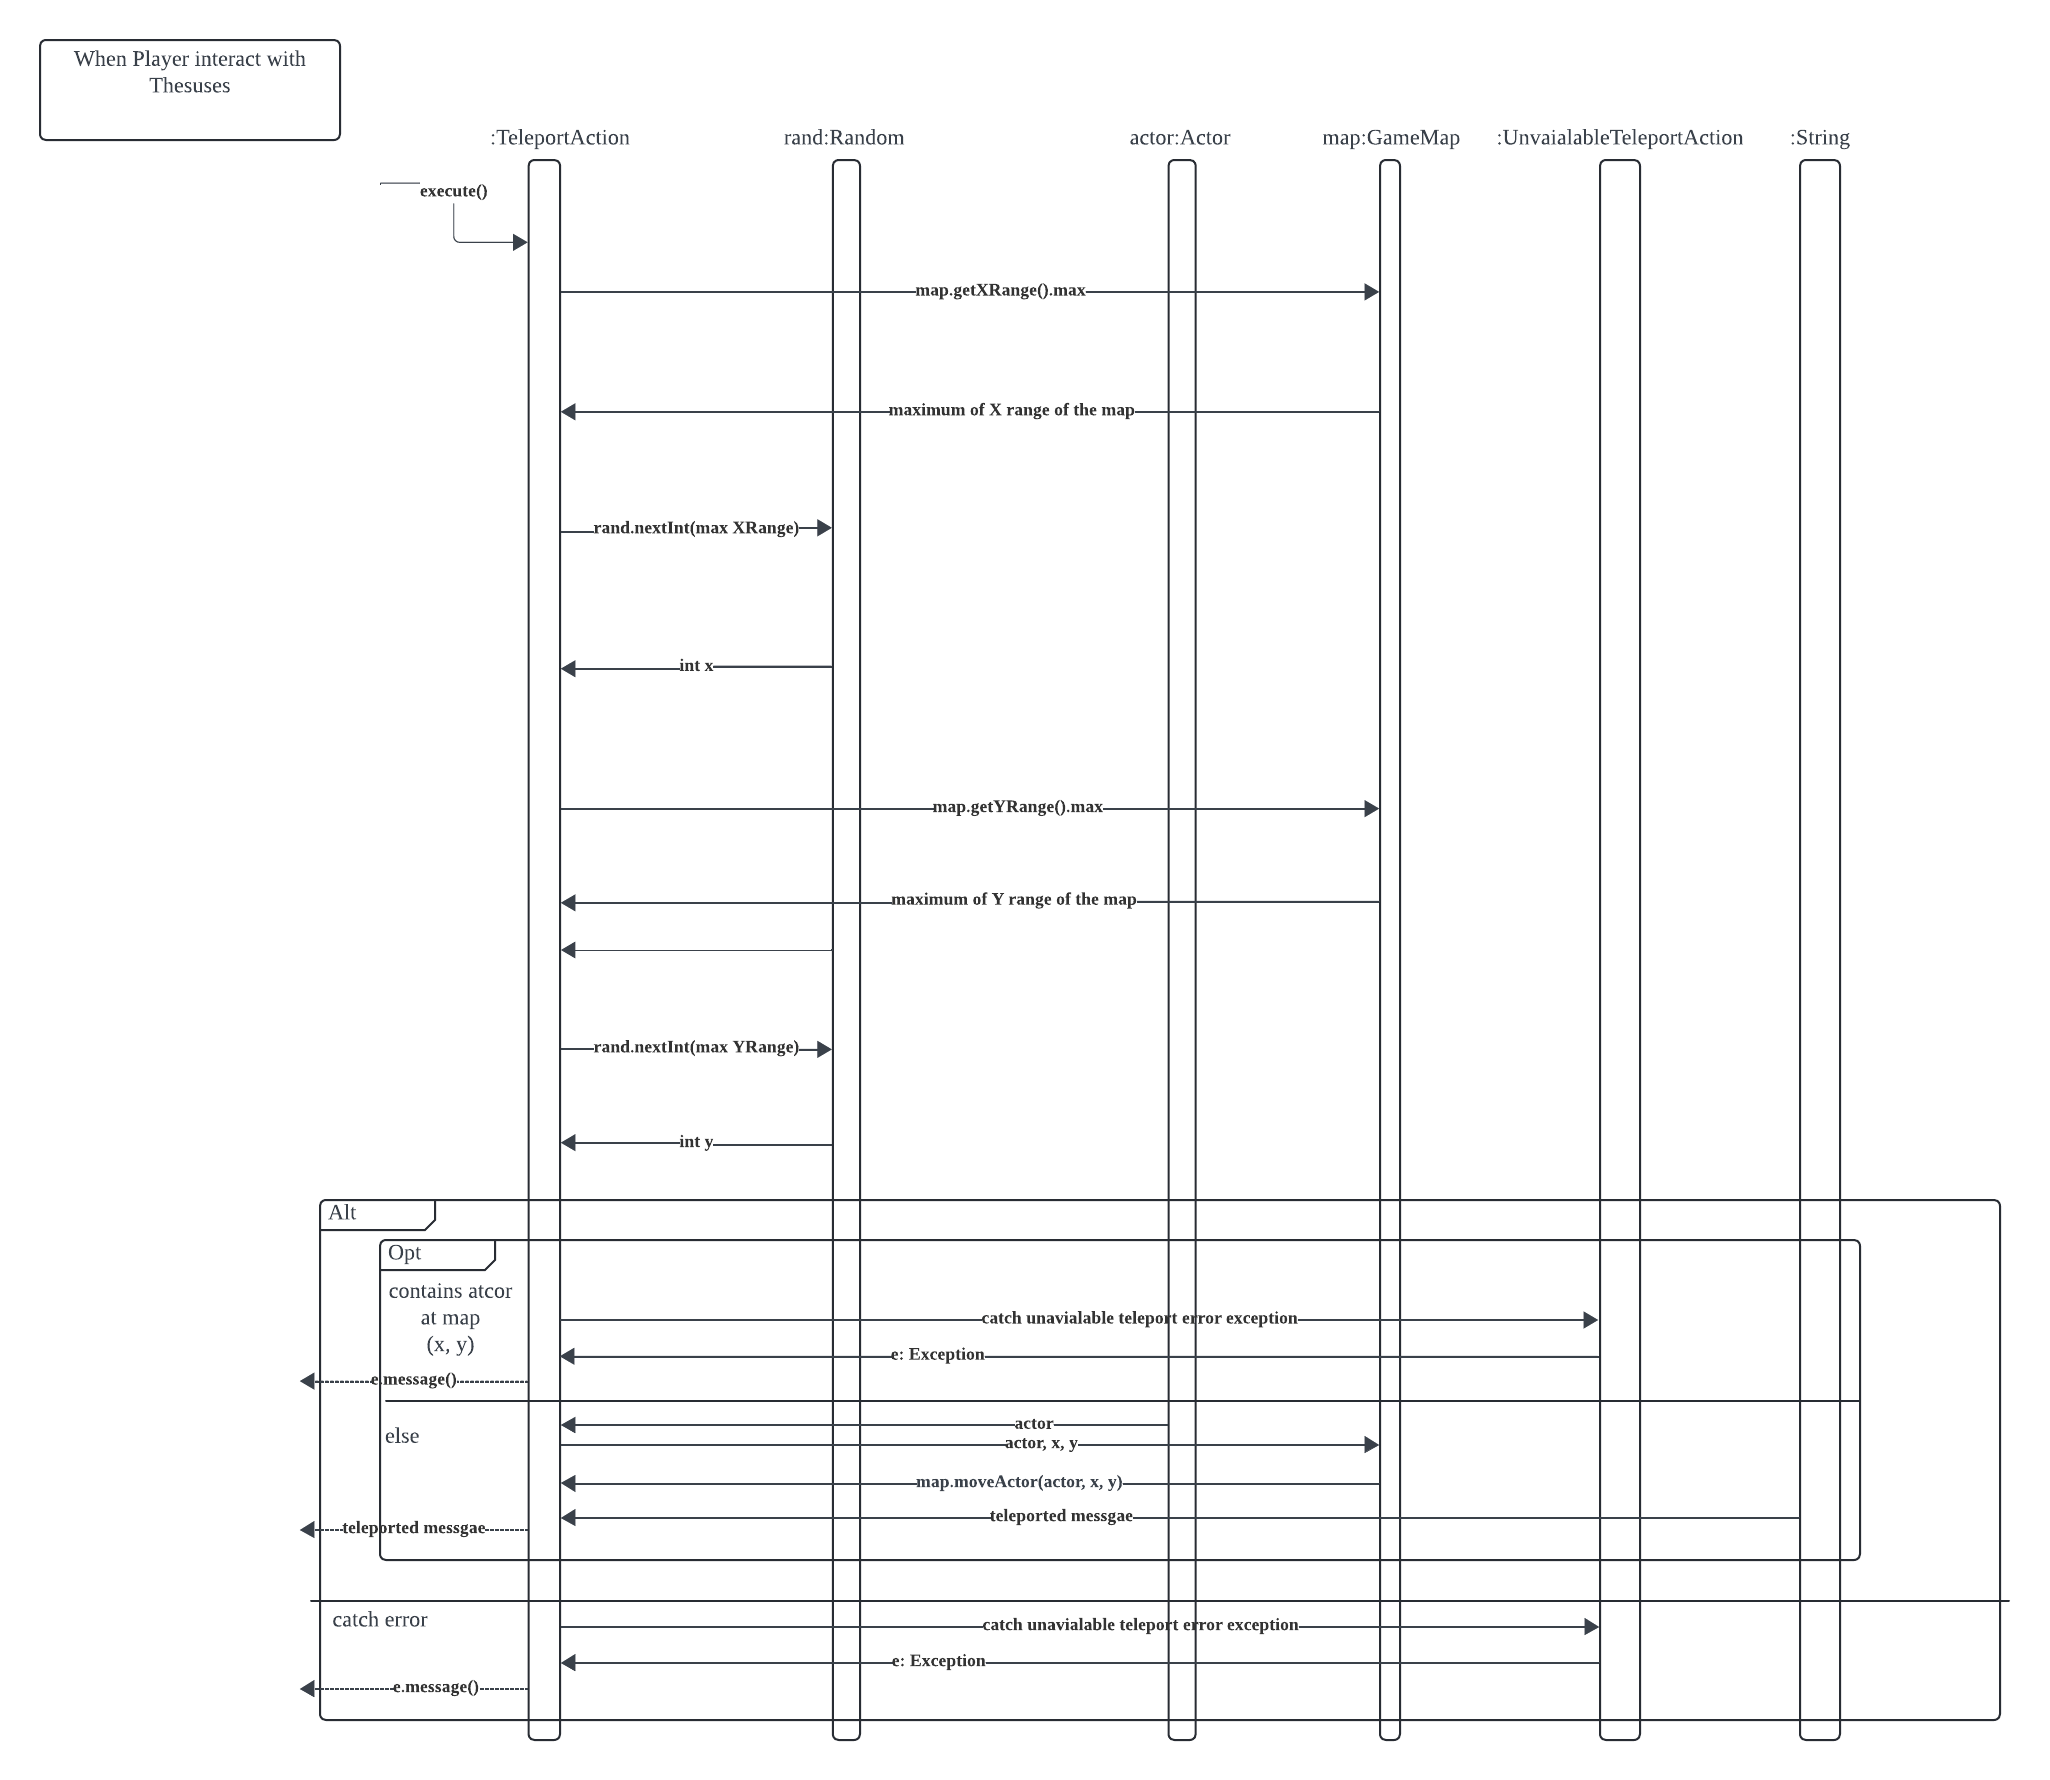 When Player interact with
Thesuses
:TeleportAction
rand:Random
actor:Actor
map:GameMap
:UnvaialableTeleportAction
:String
execute()
map.getXRange().max
maximum of X range of the map
rand.nextInt(max XRange)
int x
map.getYRange().max
maximum of Y range of the map
rand.nextInt(max YRange)
int y
Alt
Opt
contains atcor
at map
(x, y)
catch unavialable teleport error exception
e: Exception
e.message()
else
actor
actor, x, y
map.moveActor(actor, x, y)
teleported messgae
teleported messgae
catch error
catch unavialable teleport error exception
e: Exception
e.message()